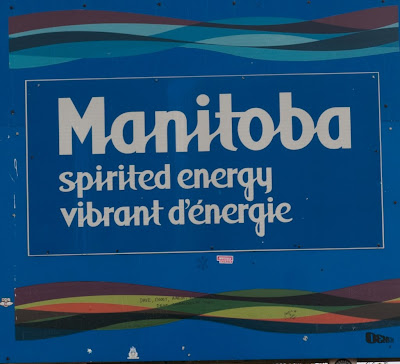 Manitoba
spirited energy
vibrant d'énergie